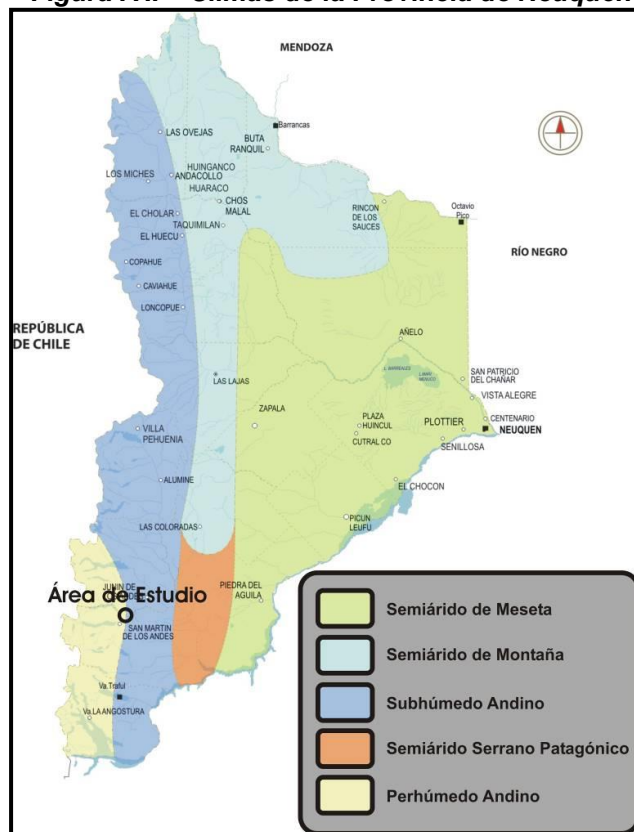 MENDOZA
LAS OVEJAS
BUTA
RANQUIL
Barrancas
HUINGANCO
ANDACOLLO
LOS MICHES
HUARACO
CHOS
MALAL
RINCON
DE LOS
SAUCES
Octavio
Pico
EL CHOLAR
TAQUIMILAN
EL HUECU
RÍO NEGRO
COPAHUE
CAVIAHUE
LONCOPUE
REPÚBLICA
DE CHILE
AÑELO
LAS LAJAS
SAN PATRICIO
DEL CHAÑAR
VISTA ALEGRE
ZAPALA
PLAZA
HUINCUL
CUTRAL CO
CENTENARIO
PLOTTIER
NEUQUEN
SENILLOSA
VILLA
PEHUENIA
ALUMINE
EL CHOCON
LAS COLORADAS
PICUN
LEUFU
JUNIN DE
Área de Estudio
PIEDRA DEL
AGUILA
SAN MARTIN
DE LOS ANDES
Va.Traful
Va.LA ANGOSTURA
Semiárido de Meseta
Semiárido de Montaña
Subhúmedo Andino
Semiárido Serrano Patagónico
Perhúmedo Andino